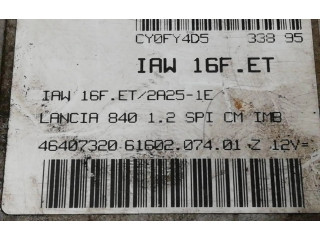 CY0FY4D5 338 95
IAW 16F.ET
IAW 16F.ET/2A25-1E
LANCIA 840 1.2 SPI CM IMB
46407320 61602.074.01 Z 12V=